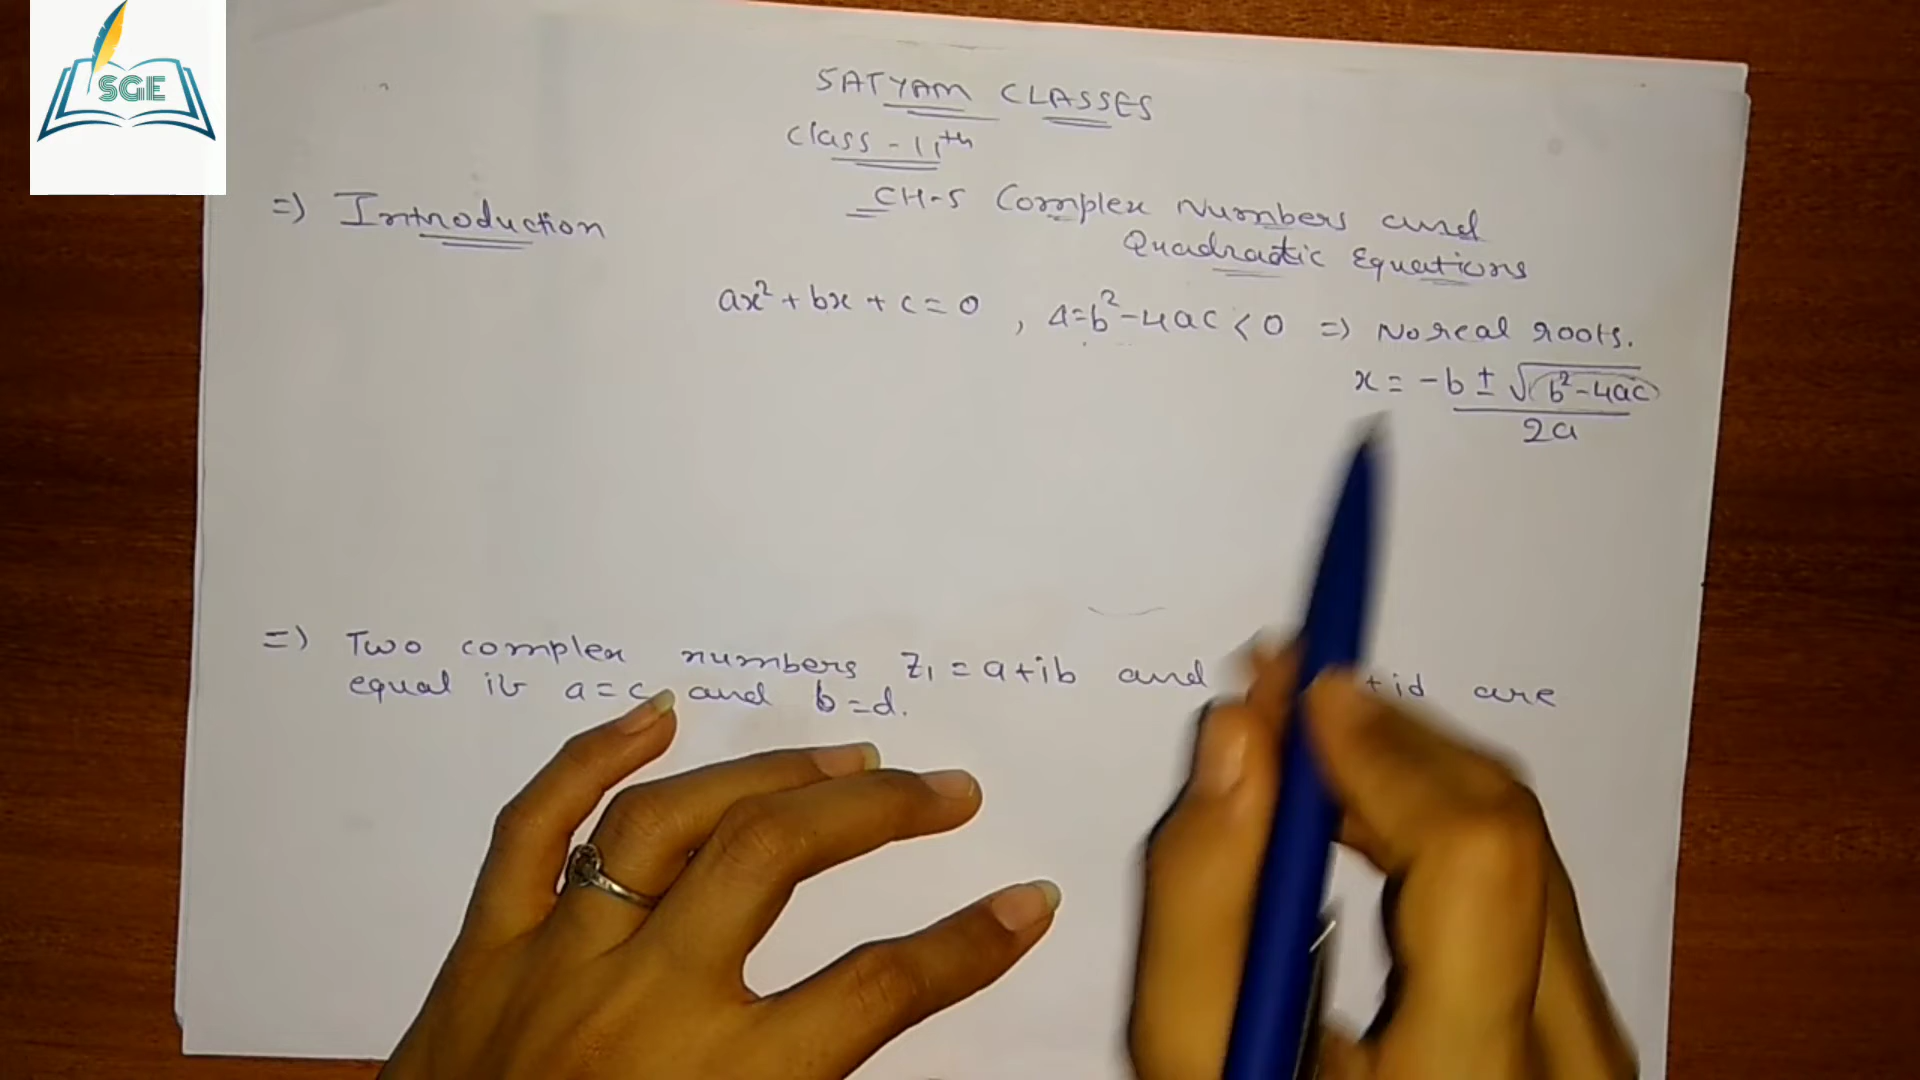 SGE
SATYAM CLASSES
Class - 11th
=) Introduction
CH-5 Complex Numbers and
Quadractic Equations
ax² + bx + c = 0 , Δ=b²-4ac < 0 =) No real roots.
x = -b ± √b²-4ac
2a
=) Two complex numbers Z₁ = a+ib and +id are
equal if a=c and b=d.